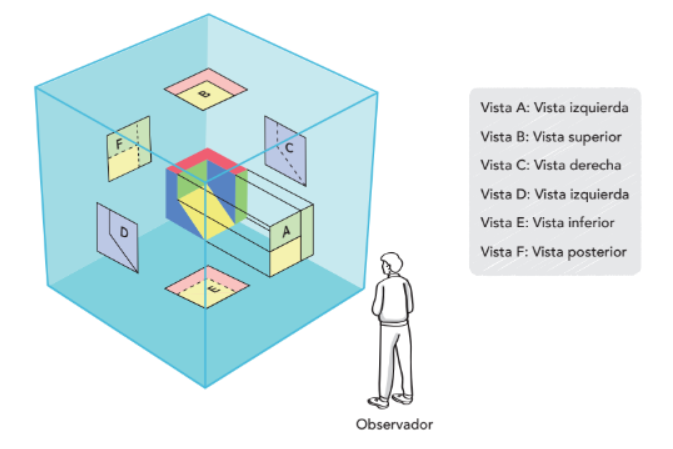 B
F
C
A
D
E
Vista A: Vista izquierda
Vista B: Vista superior
Vista C: Vista derecha
Vista D: Vista izquierda
Vista E: Vista inferior
Vista F: Vista posterior
Observador